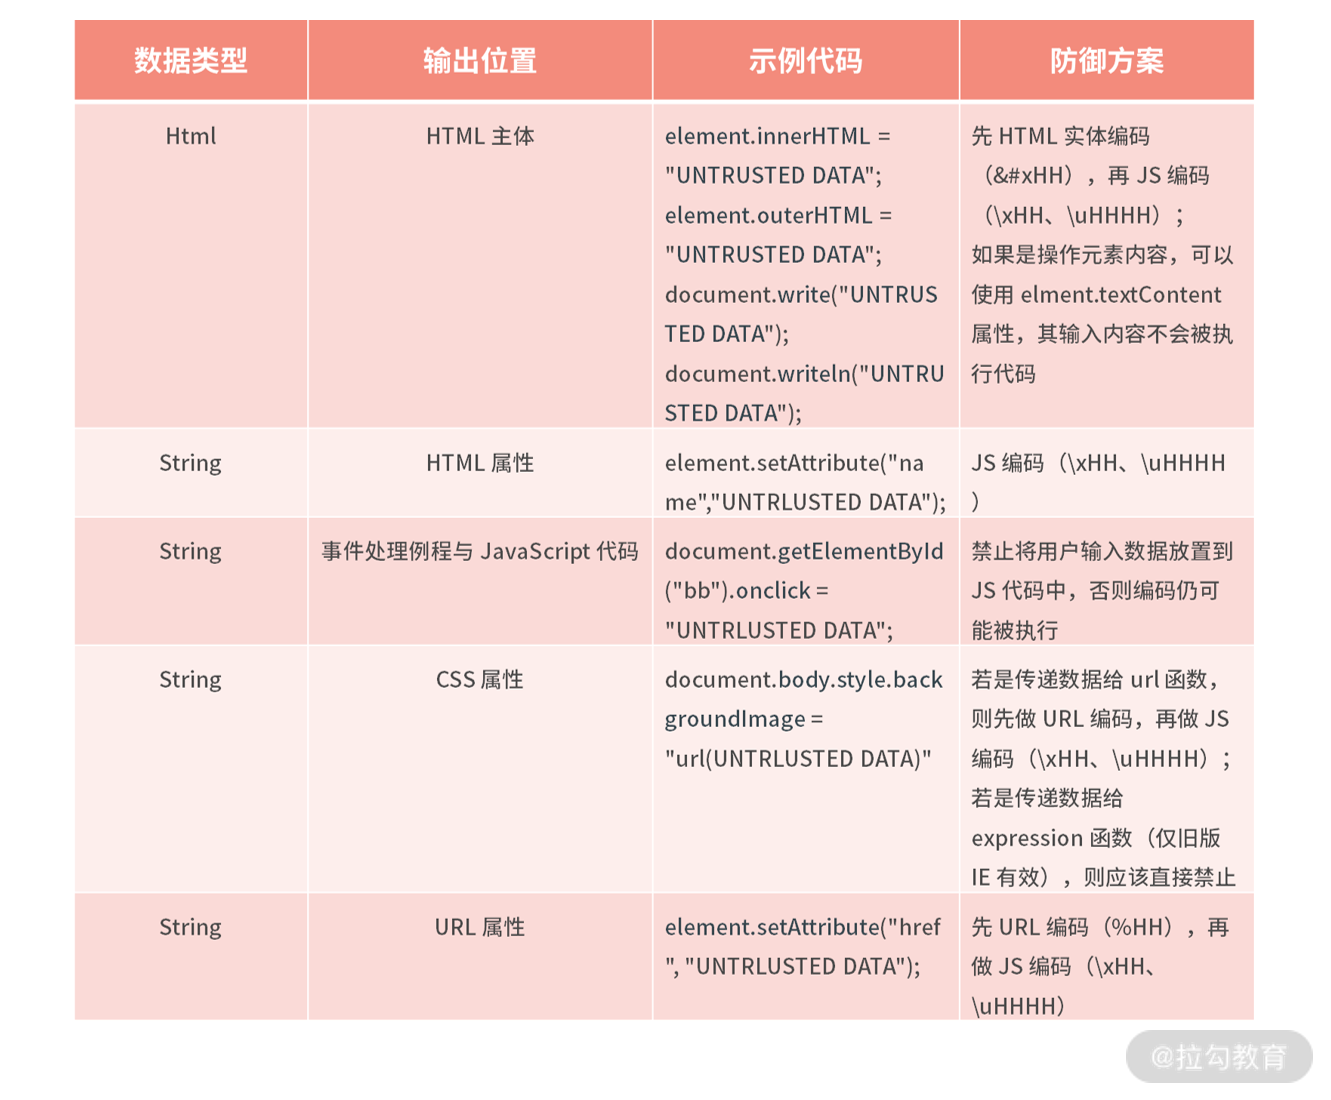 数据类型 输出位置 示例代码 防御方案
Html HTML 主体
element.innerHTML =
"UNTRUSTED DATA";
element.outerHTML =
"UNTRUSTED DATA";
document.write("UNTRUS
TED DATA");
document.writeln("UNTRU
STED DATA");
先 HTML 实体编码
（&#xHH），再 JS 编码
（\xHH、\uHHHH）；
如果是操作元素内容，可以
使用 elment.textContent
属性，其输入内容不会被执
行代码
String HTML 属性
element.setAttribute("na
me","UNTRLUSTED DATA");
JS 编码（\xHH、\uHHHH
）
String 事件处理例程与 JavaScript 代码
document.getElementById
("bb").onclick =
"UNTRLUSTED DATA";
禁止将用户输入数据放置到
JS 代码中，否则编码仍可
能被执行
String CSS 属性
document.body.style.back
groundImage =
"url(UNTRLUSTED DATA)"
若是传递数据给 url 函数，
则先做 URL 编码，再做 JS
编码（\xHH、\uHHHH）；
若是传递数据给
expression 函数（仅旧版
IE 有效），则应该直接禁止
String URL 属性
element.setAttribute("href
", "UNTRLUSTED DATA");
先 URL 编码（%HH），再
做 JS 编码（\xHH、
\uHHHH）
@拉勾教育